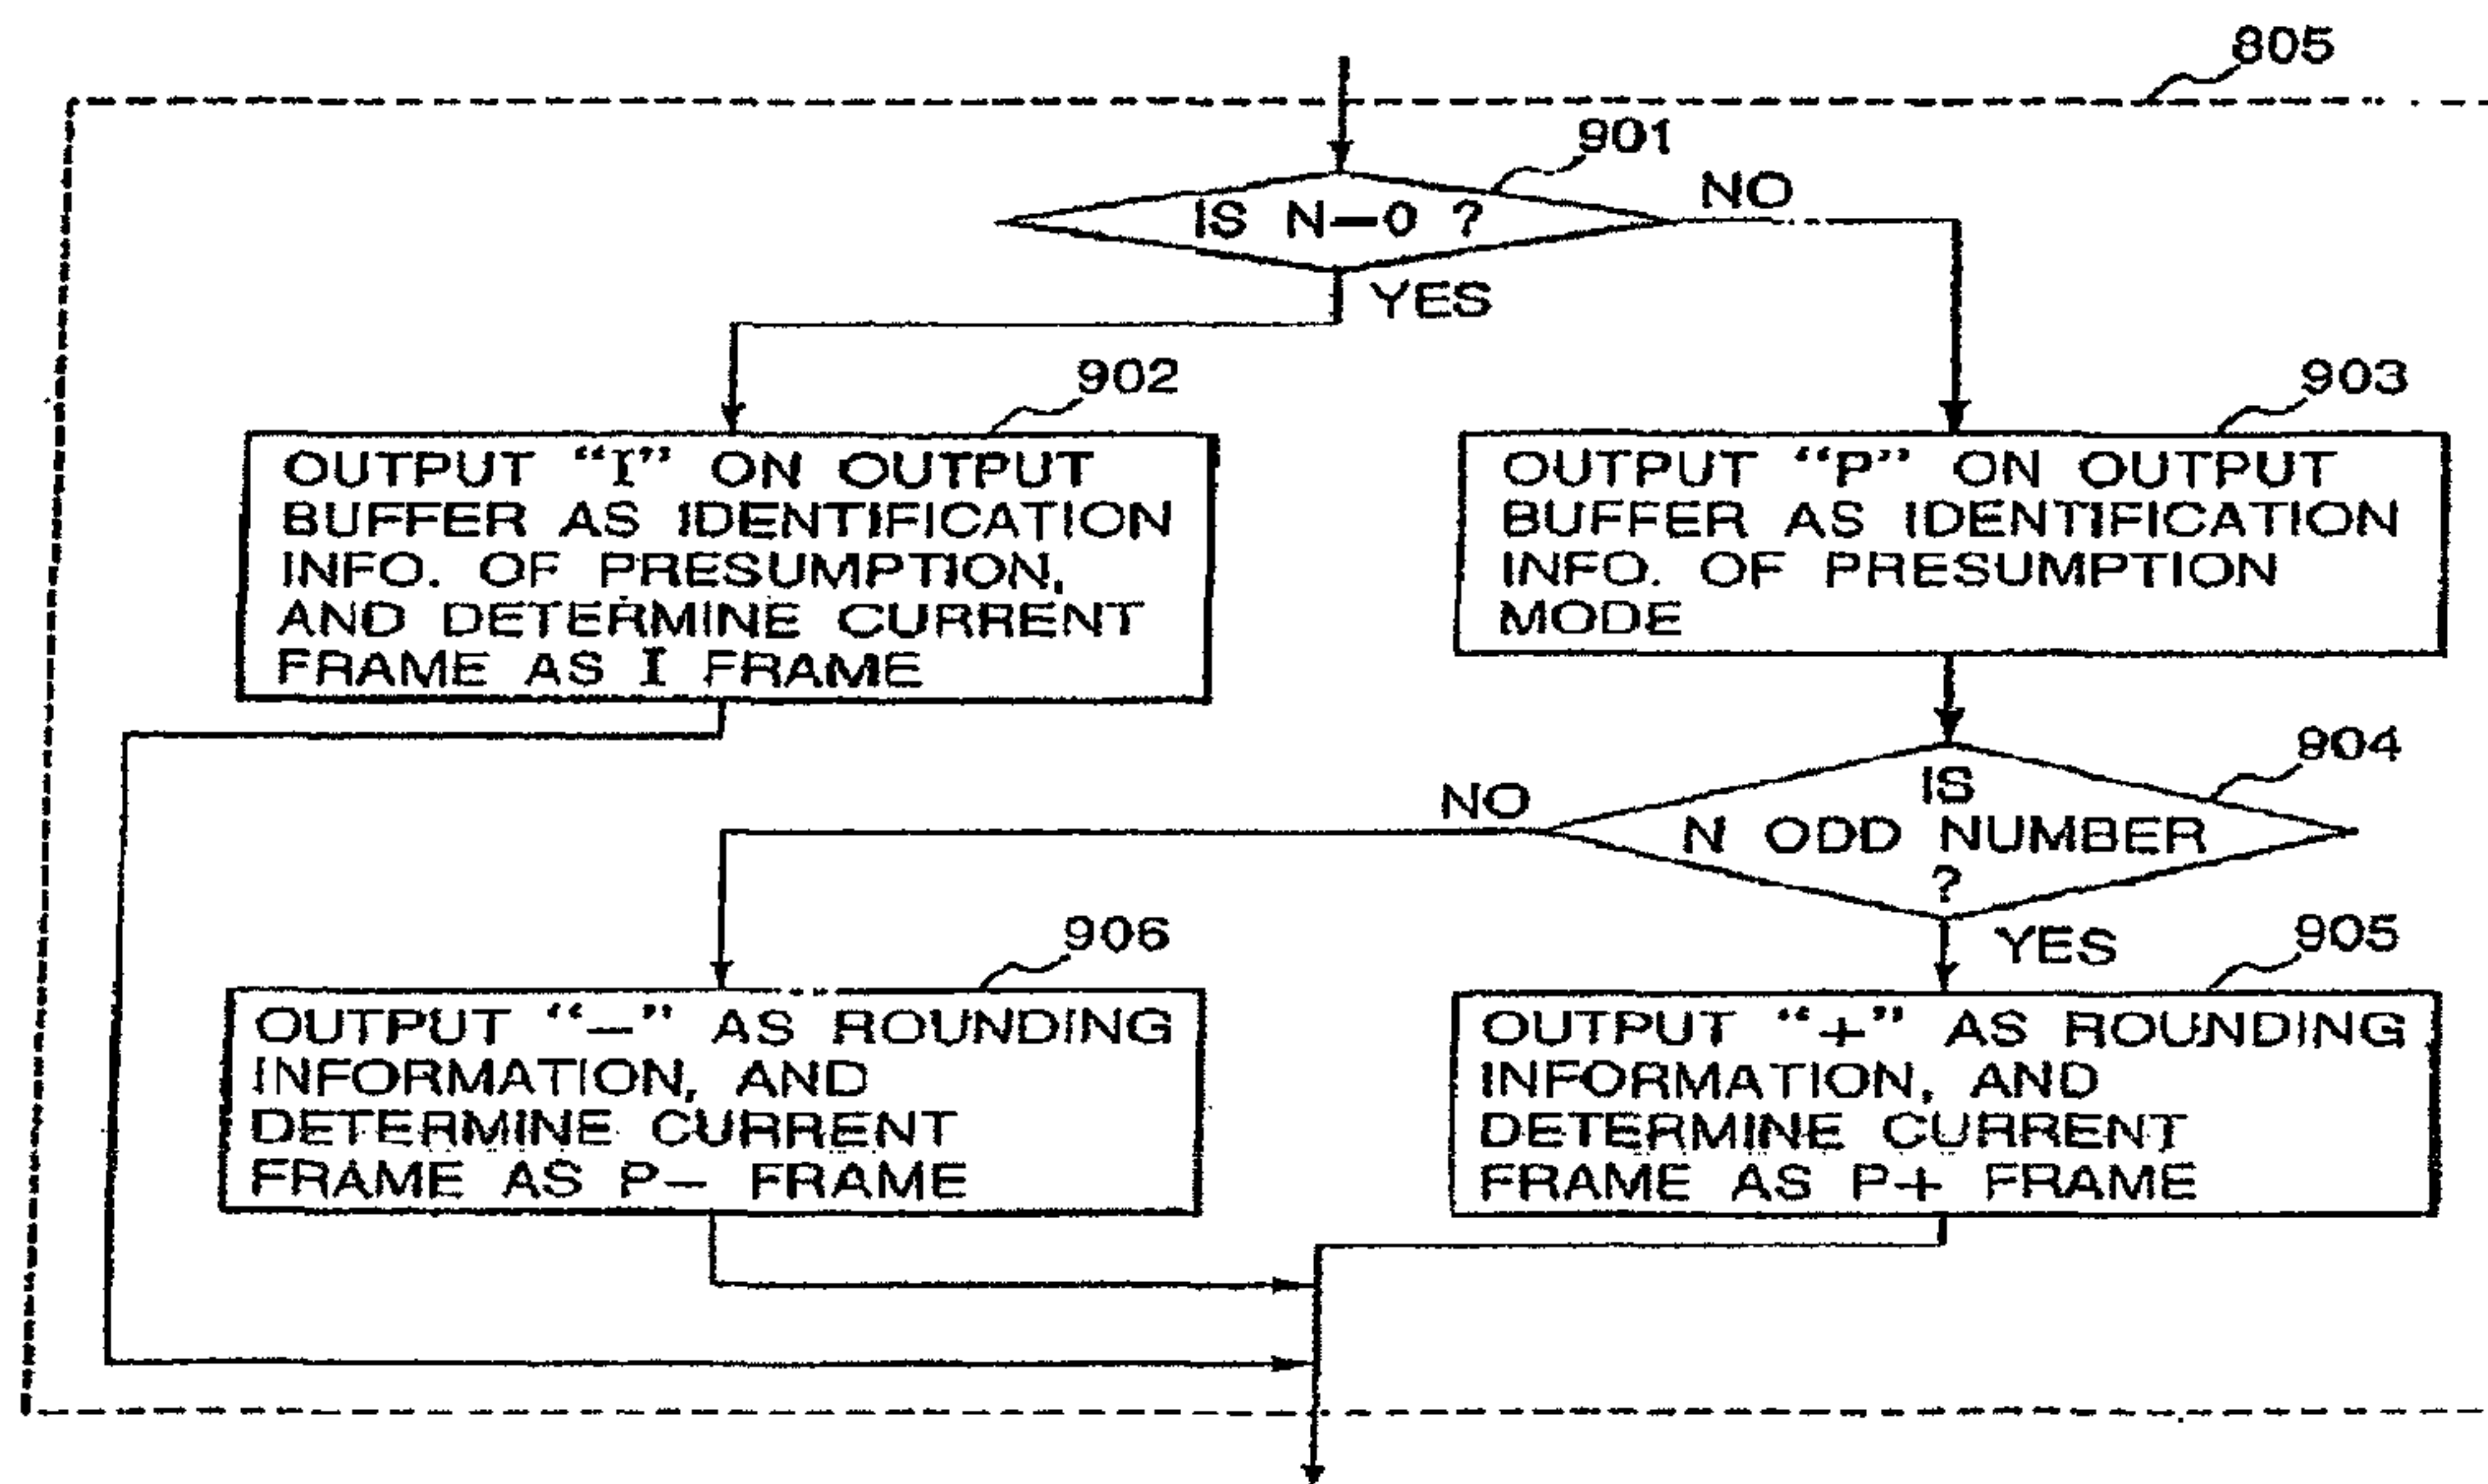 805
901
IS N—0 ?
NO
YES
902
OUTPUT “I” ON OUTPUT
BUFFER AS IDENTIFICATION
INFO. OF PRESUMPTION,
AND DETERMINE CURRENT
FRAME AS I FRAME
903
OUTPUT “P” ON OUTPUT
BUFFER AS IDENTIFICATION
INFO. OF PRESUMPTION
MODE
904
IS
N ODD NUMBER
?
NO
YES
906
OUTPUT “—” AS ROUNDING
INFORMATION, AND
DETERMINE CURRENT
FRAME AS P— FRAME
905
OUTPUT “+” AS ROUNDING
INFORMATION, AND
DETERMINE CURRENT
FRAME AS P+ FRAME